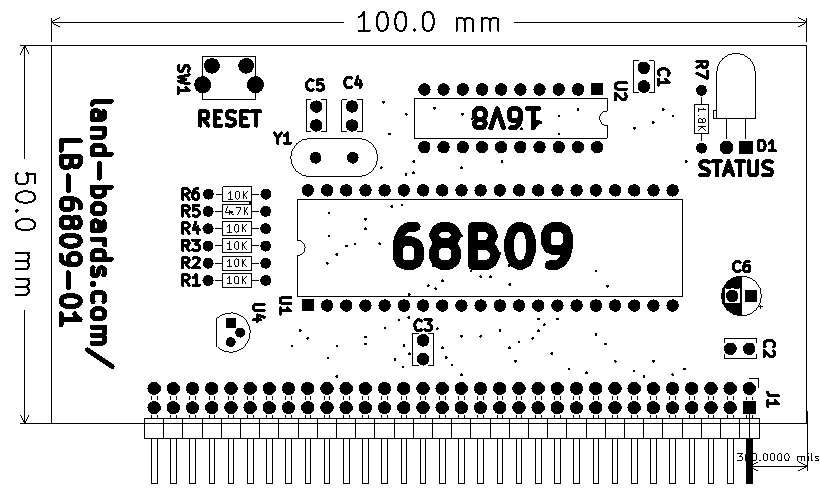 100.0 mm
SW1
RESET
C5
C4
Y1
16V8
U2
C1
R7
1.8K
D1
STATUS
50.0 mm
land-boards.com/
LB-6809-01
R6 10K
R5 4.7K
R4 10K
R3 10K
R2 10K
R1 10K
68B09
U1
U4
C3
C6
+
C2
J1
300.0000 mils